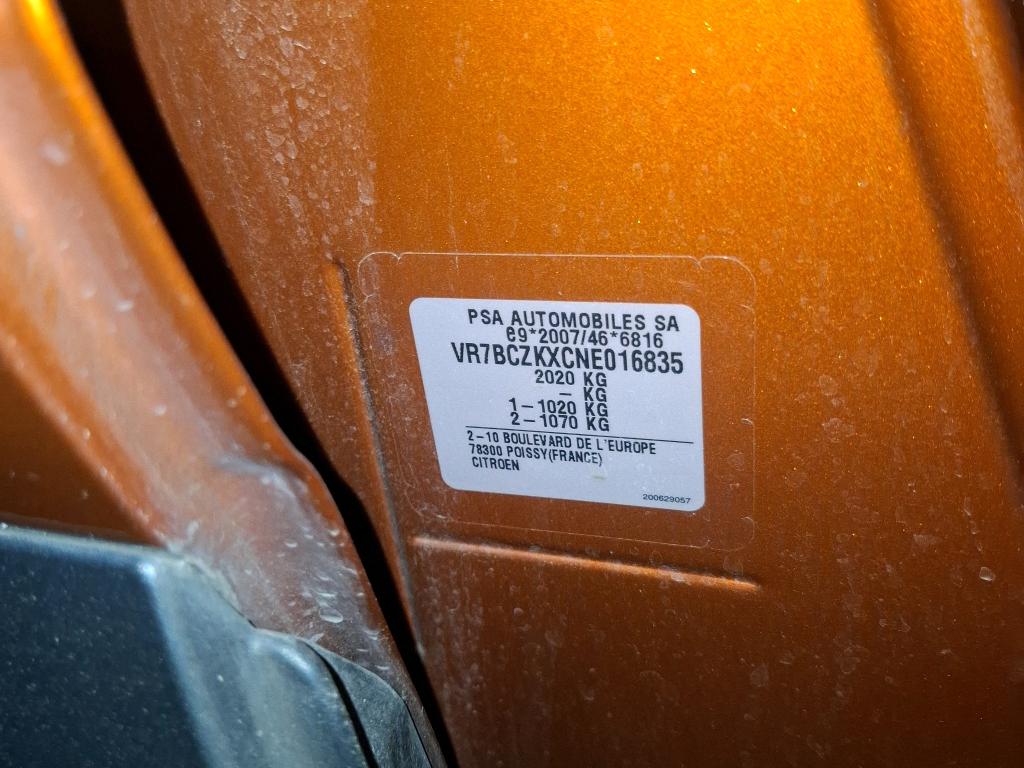 PSA AUTOMOBILES SA
e9*2007/46*6816
VR7BCZKXCNE016835
2020 KG
– KG
1–1020 KG
2–1070 KG
2–10 BOULEVARD DE L'EUROPE
78300 POISSY(FRANCE)
CITROEN
200629057